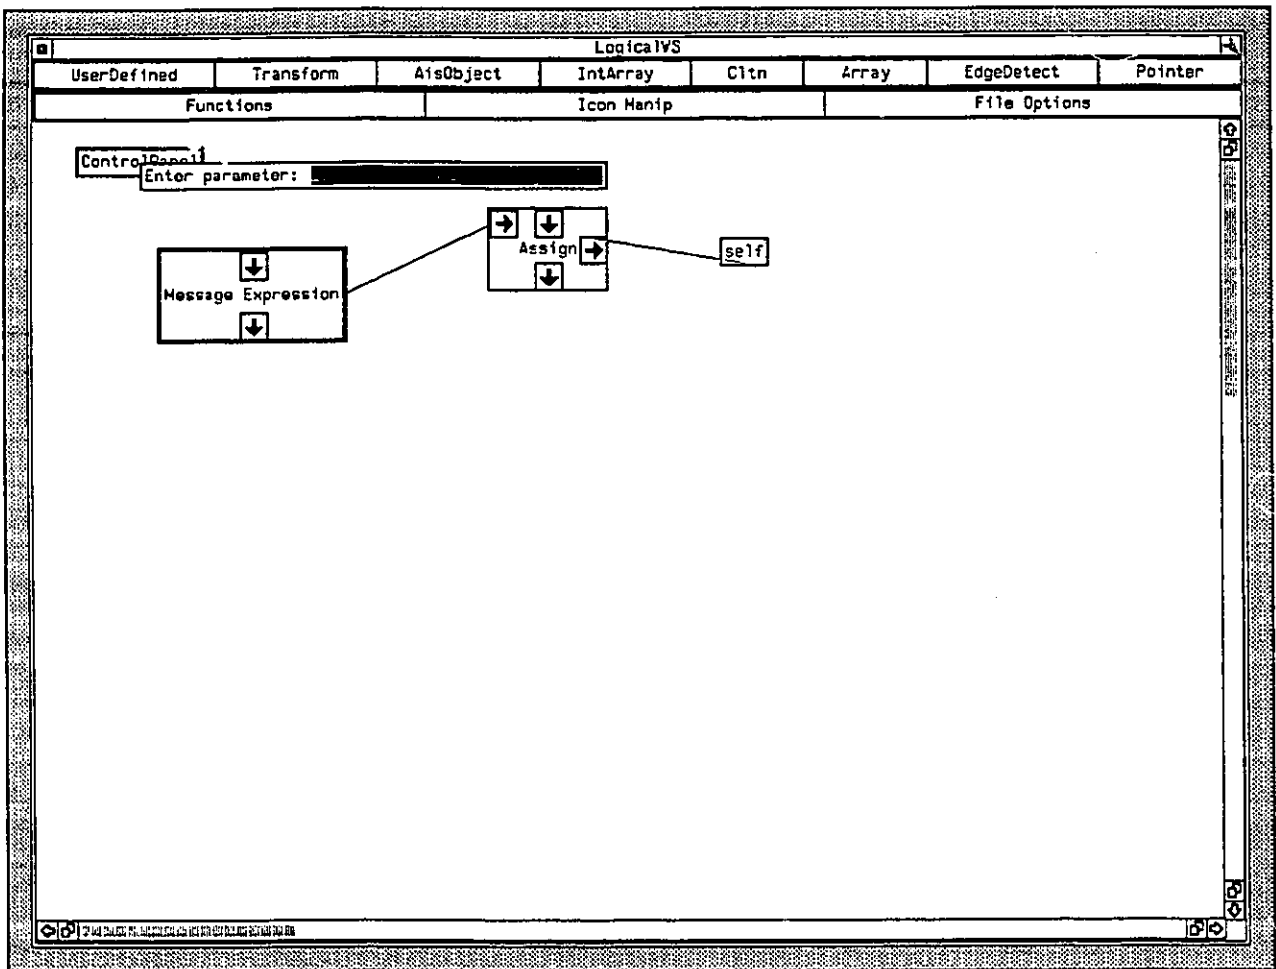 LogicalVS
UserDefined Transform AisObject IntArray Cltn Array EdgeDetect Pointer
Functions Icon Manip File Options
ControlPanel
Enter parameter:
Assign
self
Message Expression